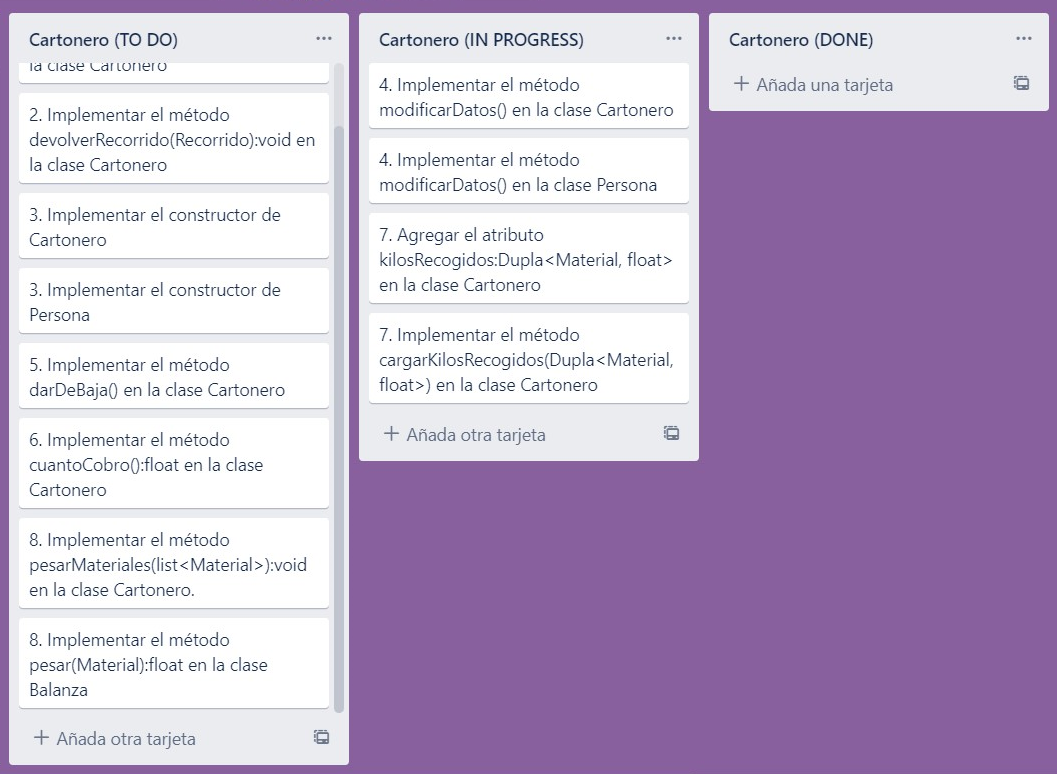 Cartonero (TO DO)
la clase Cartonero
2. Implementar el método
devolverRecorrido(Recorrido):void en
la clase Cartonero
3. Implementar el constructor de
Cartonero
3. Implementar el constructor de
Persona
5. Implementar el método
darDeBaja() en la clase Cartonero
6. Implementar el método
cuantoCobro():float en la clase
Cartonero
8. Implementar el método
pesarMateriales(list<Material>):void
en la clase Cartonero.
8. Implementar el método
pesar(Material):float en la clase
Balanza
+ Añada otra tarjeta
Cartonero (IN PROGRESS)
4. Implementar el método
modificarDatos() en la clase Cartonero
4. Implementar el método
modificarDatos() en la clase Persona
7. Agregar el atributo
kilosRecogidos:Dupla<Material, float>
en la clase Cartonero
7. Implementar el método
cargarKilosRecogidos(Dupla<Material,
float>) en la clase Cartonero
+ Añada otra tarjeta
Cartonero (DONE)
+ Añada una tarjeta